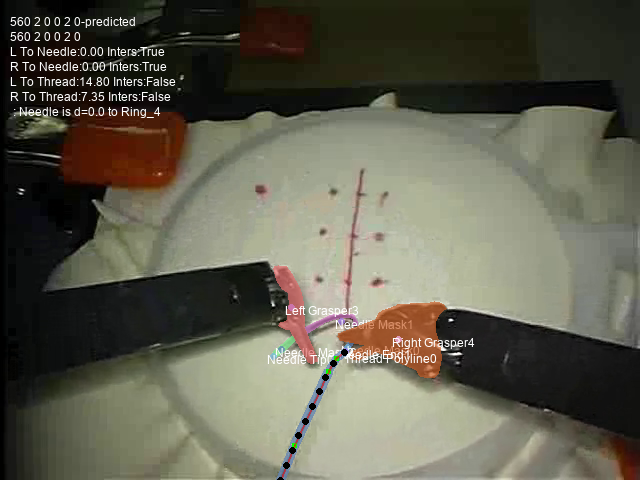 560 2 0 0 2 0-predicted
560 2 0 0 2 0
L To Needle:0.00 Inters:True
R To Needle:0.00 Inters:True
L To Thread:14.80 Inters:False
R To Thread:7.35 Inters:False
: Needle is d=0.0 to Ring_4
Left Grasper3
Needle Mask1
Right Grasper4
Thread Polyline0